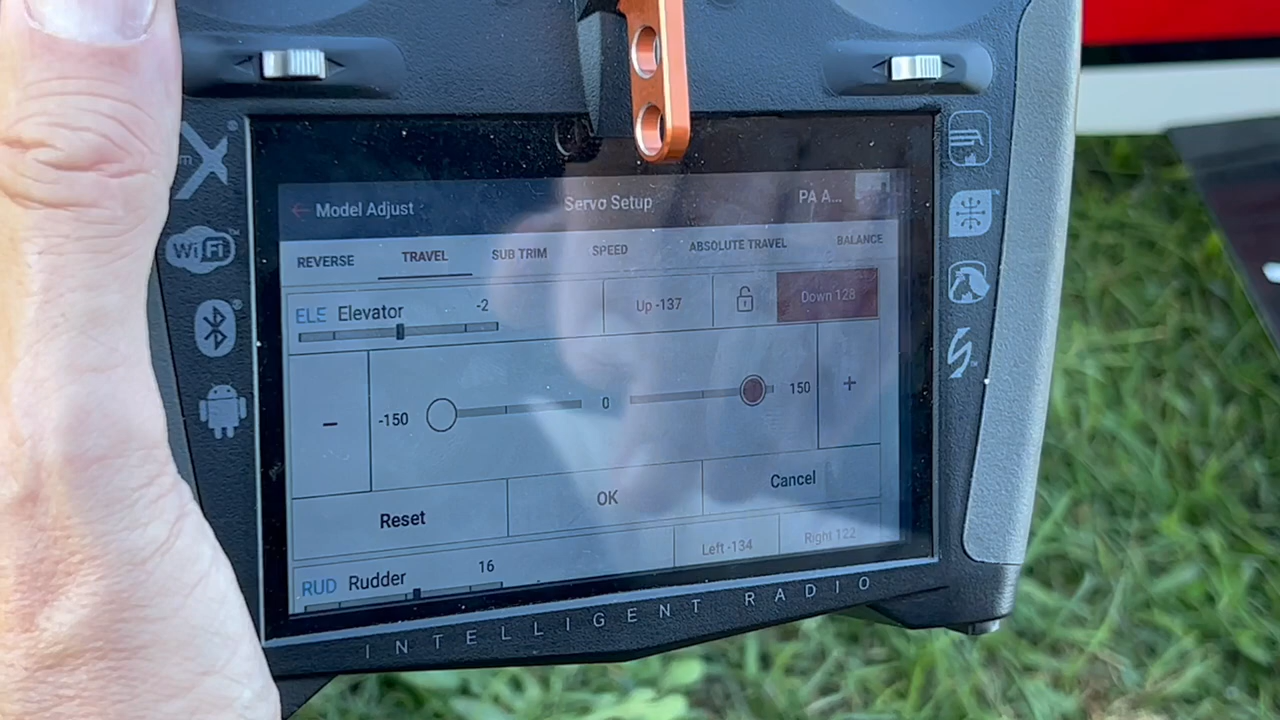 Model Adjust Servo Setup PA A...
REVERSE TRAVEL SUB TRIM SPEED ABSOLUTE TRAVEL BALANCE
ELE Elevator -2 Up -137 Down 128
- -150 0 150 +
Reset OK Cancel
RUD Rudder 16 Left -134 Right 122
INTELLIGENT RADIO
X
WiFi